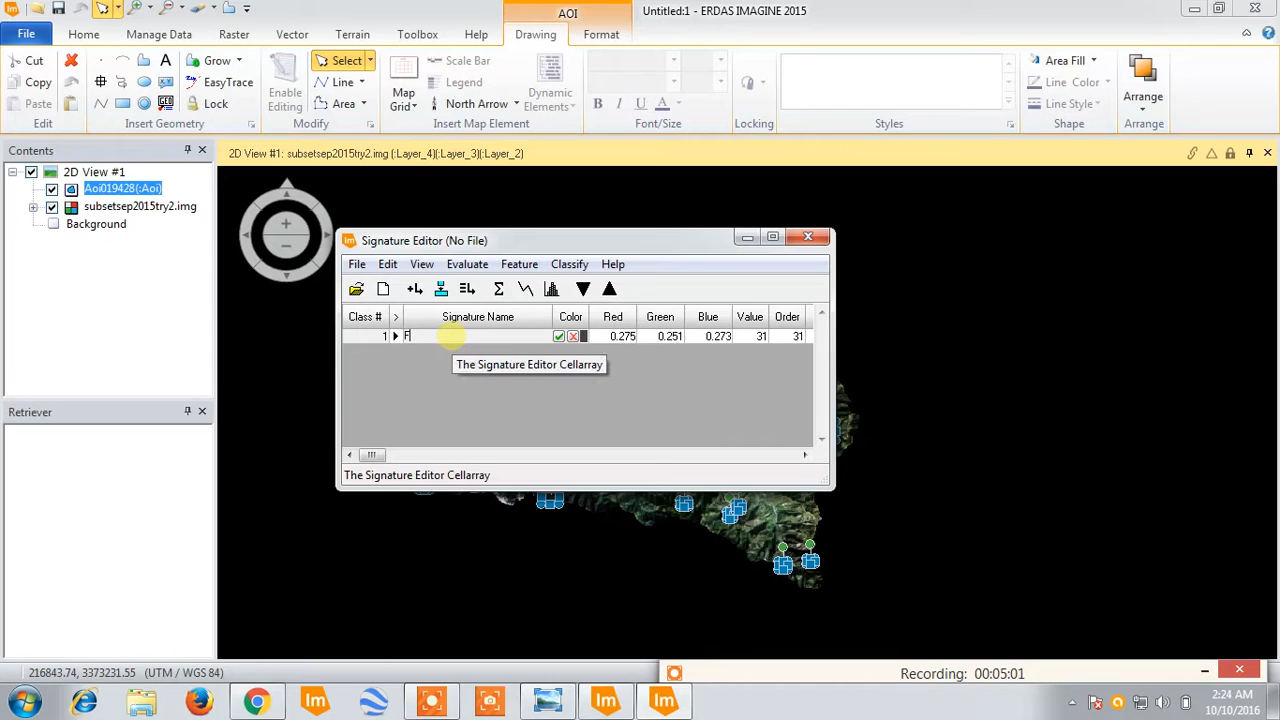 AOI
Untitled:1 - ERDAS IMAGINE 2015
File
Home
Manage Data
Raster
Vector
Terrain
Toolbox
Help
Drawing
Format
Cut
Copy
Paste
Edit
A
Grow
EasyTrace
Lock
Insert Geometry
Enable
Editing
Select
Line
Area
Modify
Map
Grid
Scale Bar
Legend
North Arrow
Dynamic
Elements
Insert Map Element
B I U A
Font/Size
Locking
Styles
Area Fill
Line Color
Line Style
Shape
Arrange
Arrange
Contents
2D View #1
Aoi019428(:Aoi)
subsetsep2015try2.img
Background
2D View #1: subsetsep2015try2.img (:Layer_4)(:Layer_3)(:Layer_2)
Im Signature Editor (No File)
File Edit View Evaluate Feature Classify Help
Class # > Signature Name Color Red Green Blue Value Order
1 F 0.275 0.251 0.273 31 31
The Signature Editor Cellarray
The Signature Editor Cellarray
Retriever
216843.74, 3373231.55 (UTM / WGS 84)
Recording: 00:05:01
Im
Im
Im
2:24 AM
10/10/2016